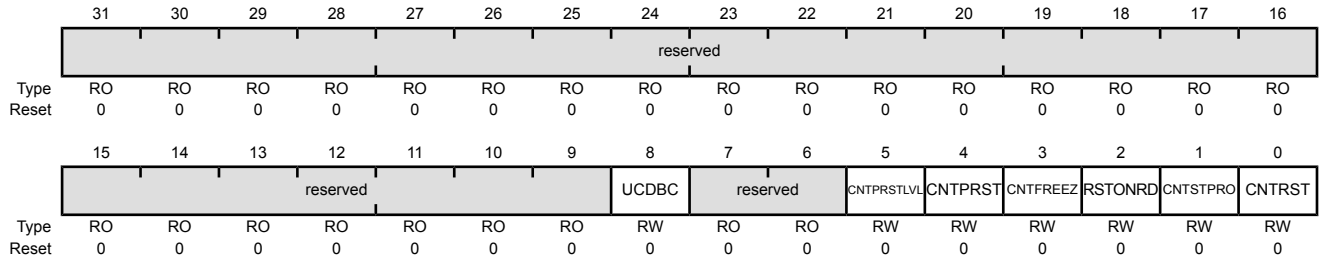 31 30 29 28 27 26 25 24 23 22 21 20 19 18 17 16
reserved
Type RO RO RO RO RO RO RO RO RO RO RO RO RO RO RO RO
Reset 0 0 0 0 0 0 0 0 0 0 0 0 0 0 0 0
15 14 13 12 11 10 9 8 7 6 5 4 3 2 1 0
reserved UCDBC reserved CNTPRSTLVL CNTPRST CNTFREEZ RSTONRD CNTSTPRO CNTRST
Type RO RO RO RO RO RO RO RW RO RO RW RW RW RW RW RW
Reset 0 0 0 0 0 0 0 0 0 0 0 0 0 0 0 0